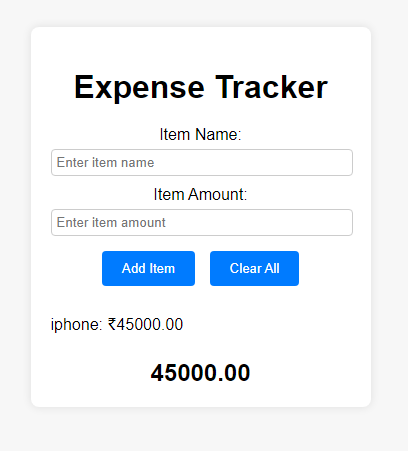 Expense Tracker
Item Name:
Enter item name
Item Amount:
Enter item amount
Add Item Clear All
iphone: ₹45000.00
45000.00